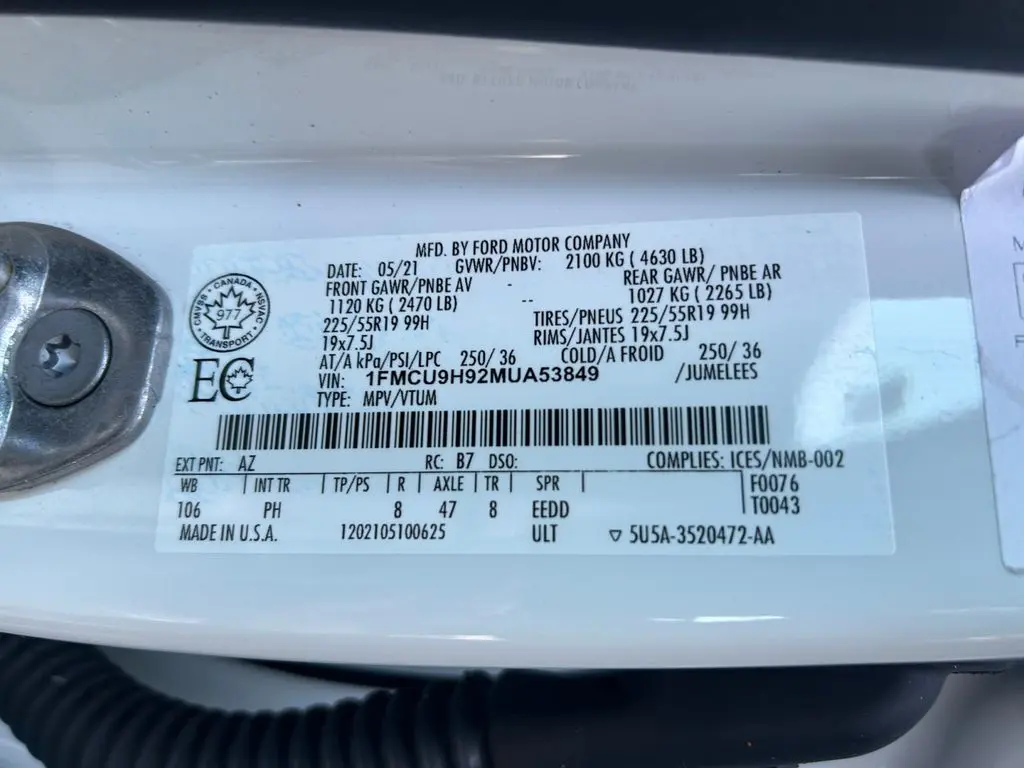 MFD. BY FORD MOTOR COMPANY
DATE: 05/21 GVWR/PNBV: 2100 KG ( 4630 LB)
FRONT GAWR/PNBE AV - REAR GAWR/ PNBE AR
1120 KG ( 2470 LB) -- 1027 KG ( 2265 LB)
225/55R19 99H TIRES/PNEUS 225/55R19 99H
19x7.5J RIMS/JANTES 19x7.5J
AT/A kPa/PSI/LPC 250/ 36 COLD/A FROID 250/ 36
VIN: 1FMCU9H92MUA53849 /JUMELEES
TYPE: MPV/VTUM
CANADA
CMVSS NSVAC
977
TRANSPORT
EC
EXT PNT: AZ RC: B7 DSO: COMPLIES: ICES/NMB-002
WB INT TR TP/PS R AXLE TR SPR F0076
106 PH 8 47 8 EEDD T0043
MADE IN U.S.A. 1202105100625 ULT ▽ 5U5A-3520472-AA